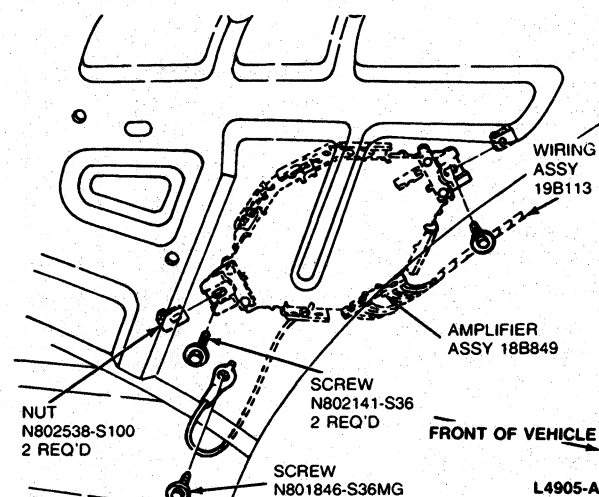 WIRING
ASSY
19B113
AMPLIFIER
ASSY 18B849
SCREW
N802141-S36
2 REQ'D
NUT
N802538-S100
2 REQ'D
FRONT OF VEHICLE
SCREW
N801846-S36MG
L4905-A